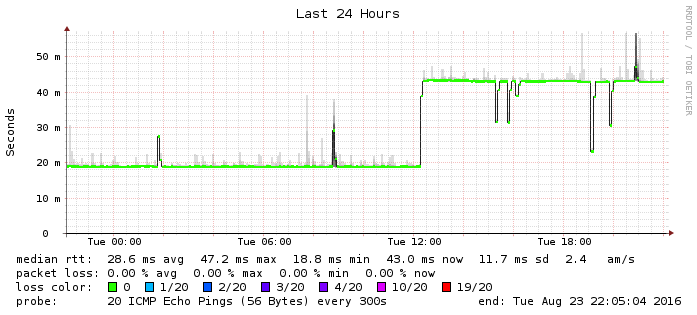 Last 24 Hours
RRDTOOL / TOBI OETIKER
Seconds
50 m
40 m
30 m
20 m
10 m
0
Tue 00:00 Tue 06:00 Tue 12:00 Tue 18:00
median rtt: 28.6 ms avg 47.2 ms max 18.8 ms min 43.0 ms now 11.7 ms sd 2.4 am/s
packet loss: 0.00 % avg 0.00 % max 0.00 % min 0.00 % now
loss color: 0 1/20 2/20 3/20 4/20 10/20 19/20
probe: 20 ICMP Echo Pings (56 Bytes) every 300s end: Tue Aug 23 22:05:04 2016